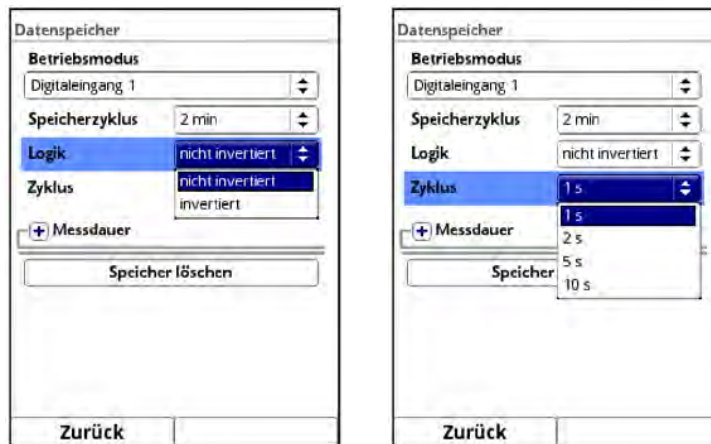 Datenspeicher
Betriebsmodus
Digitaleingang 1
Speicherzyklus 2 min
Logik nicht invertiert
nicht invertiert
Zyklus
invertiert
Messdauer
Speicher löschen
Zurück
Datenspeicher
Betriebsmodus
Digitaleingang 1
Speicherzyklus 2 min
Logik nicht invertiert
Zyklus 1 s
1 s
Messdauer
2 s
5 s
Speicher
10 s
Zurück